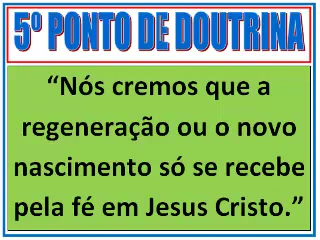 5º PONTO DE DOUTRINA
“Nós cremos que a
regeneração ou o novo
nascimento só se recebe
pela fé em Jesus Cristo.”